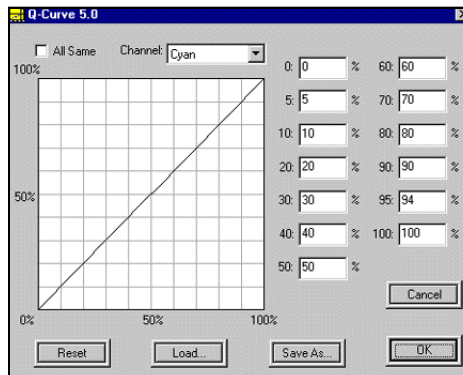 Q-Curve 5.0
All Same Channel: Cyan
100%
50%
0% 50% 100%
0: 0 % 60: 60 %
5: 5 % 70: 70 %
10: 10 % 80: 80 %
20: 20 % 90: 90 %
30: 30 % 95: 94 %
40: 40 % 100: 100 %
50: 50 %
Cancel
Reset Load... Save As... OK